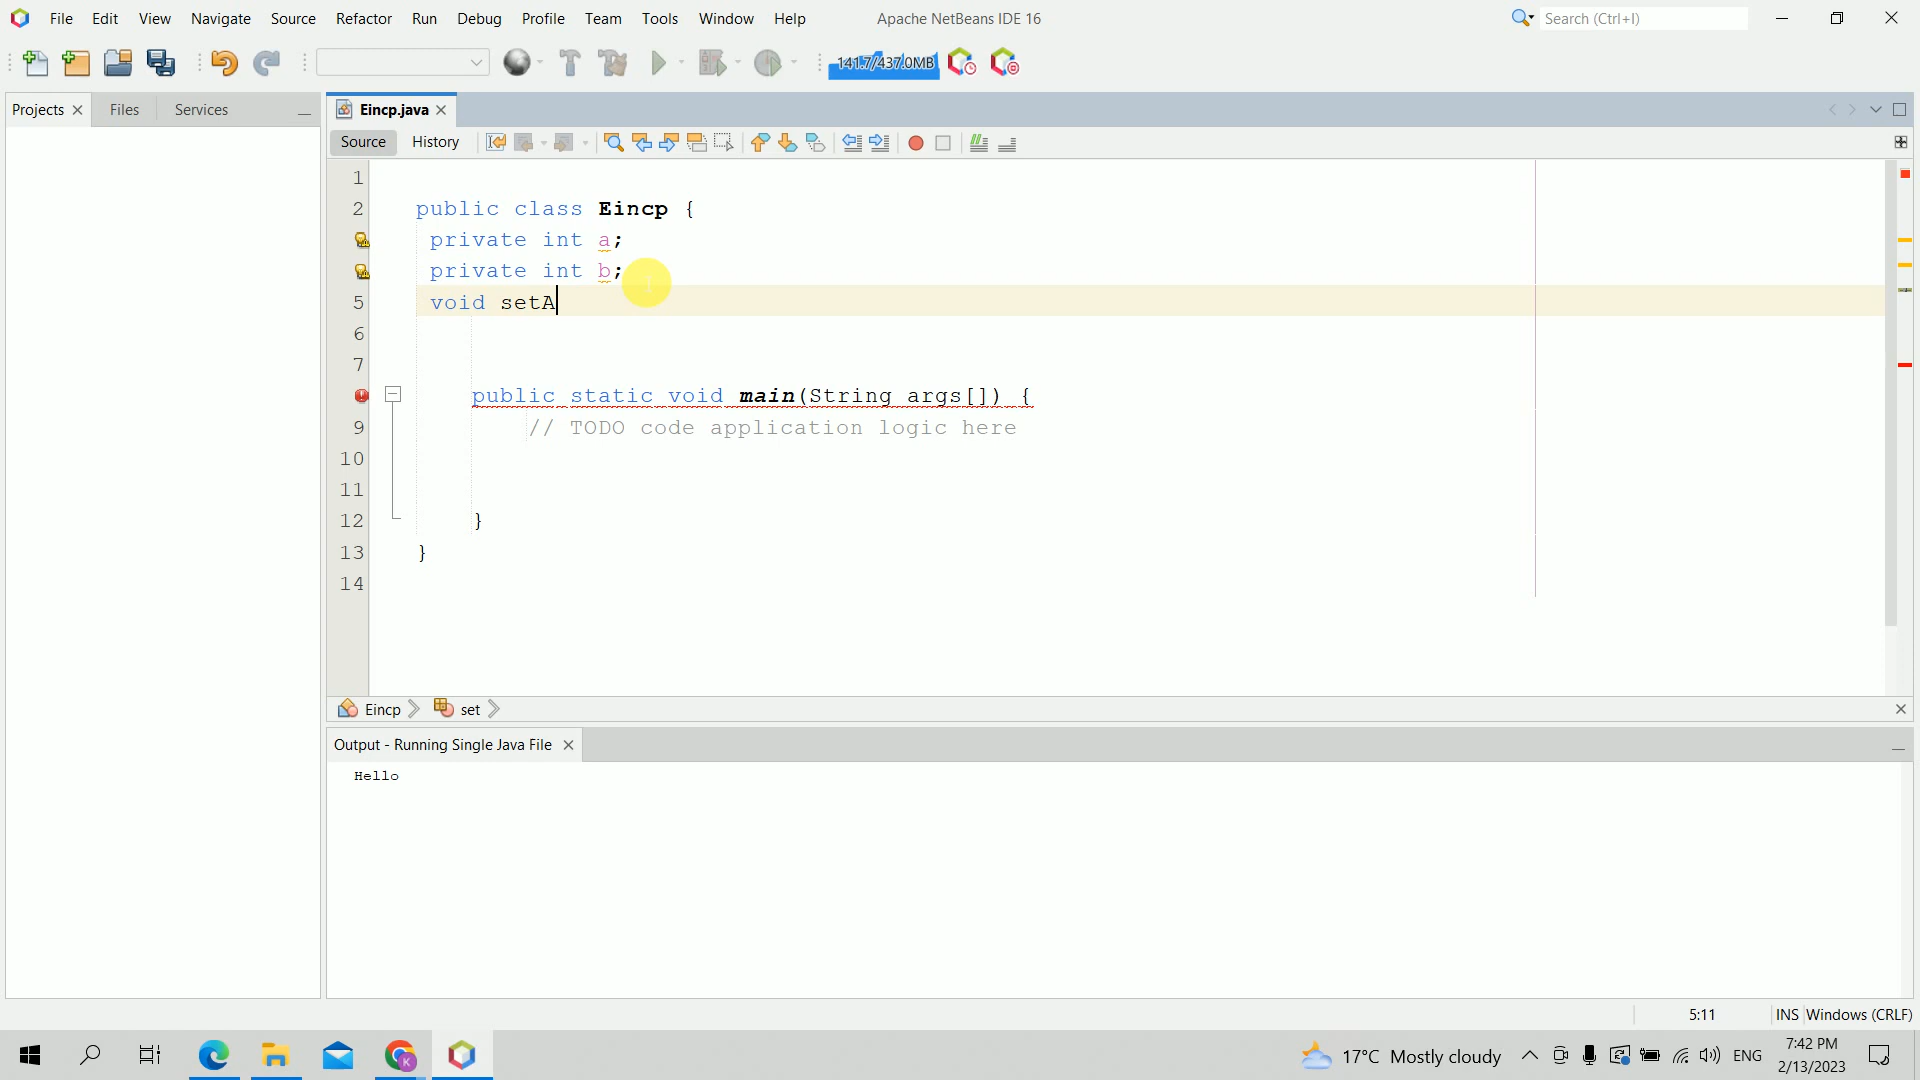 File Edit View Navigate Source Refactor Run Debug Profile Team Tools Window Help
Apache NetBeans IDE 16
Search (Ctrl+I)
141.7/437.0MB
Projects Files Services
Eincp.java
Source History
1
2 public class Eincp {
private int a;
private int b;
5 void setA
6
7
public static void main(String args[]) {
9 // TODO code application logic here
10
11
12 }
13 }
14
Eincp set
Output - Running Single Java File
Hello
5:11 INS Windows (CRLF)
K
17°C Mostly cloudy ENG
7:42 PM
2/13/2023